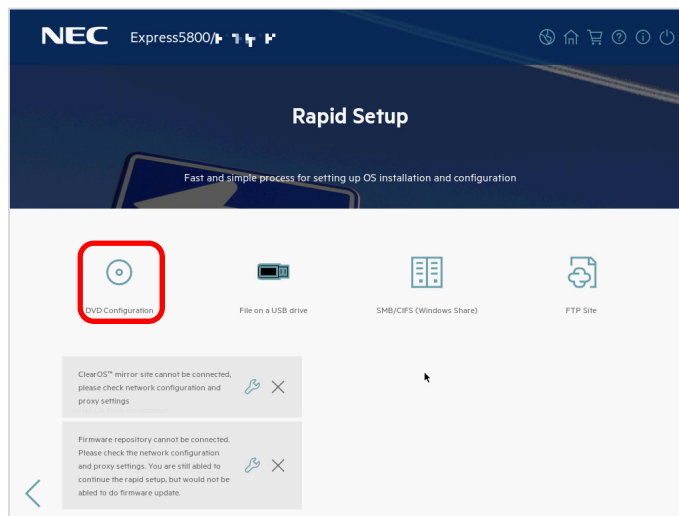 NEC Express5800/
Rapid Setup
Fast and simple process for setting up OS installation and configuration
DVD Configuration
File on a USB drive
SMB/CIFS (Windows Share)
FTP Site
ClearOS™ mirror site cannot be connected,
please check network configuration and
proxy settings
Firmware repository cannot be connected.
Please check the network configuration
and proxy settings. You are still abled to
continue the rapid setup, but would not be
abled to do firmware update.